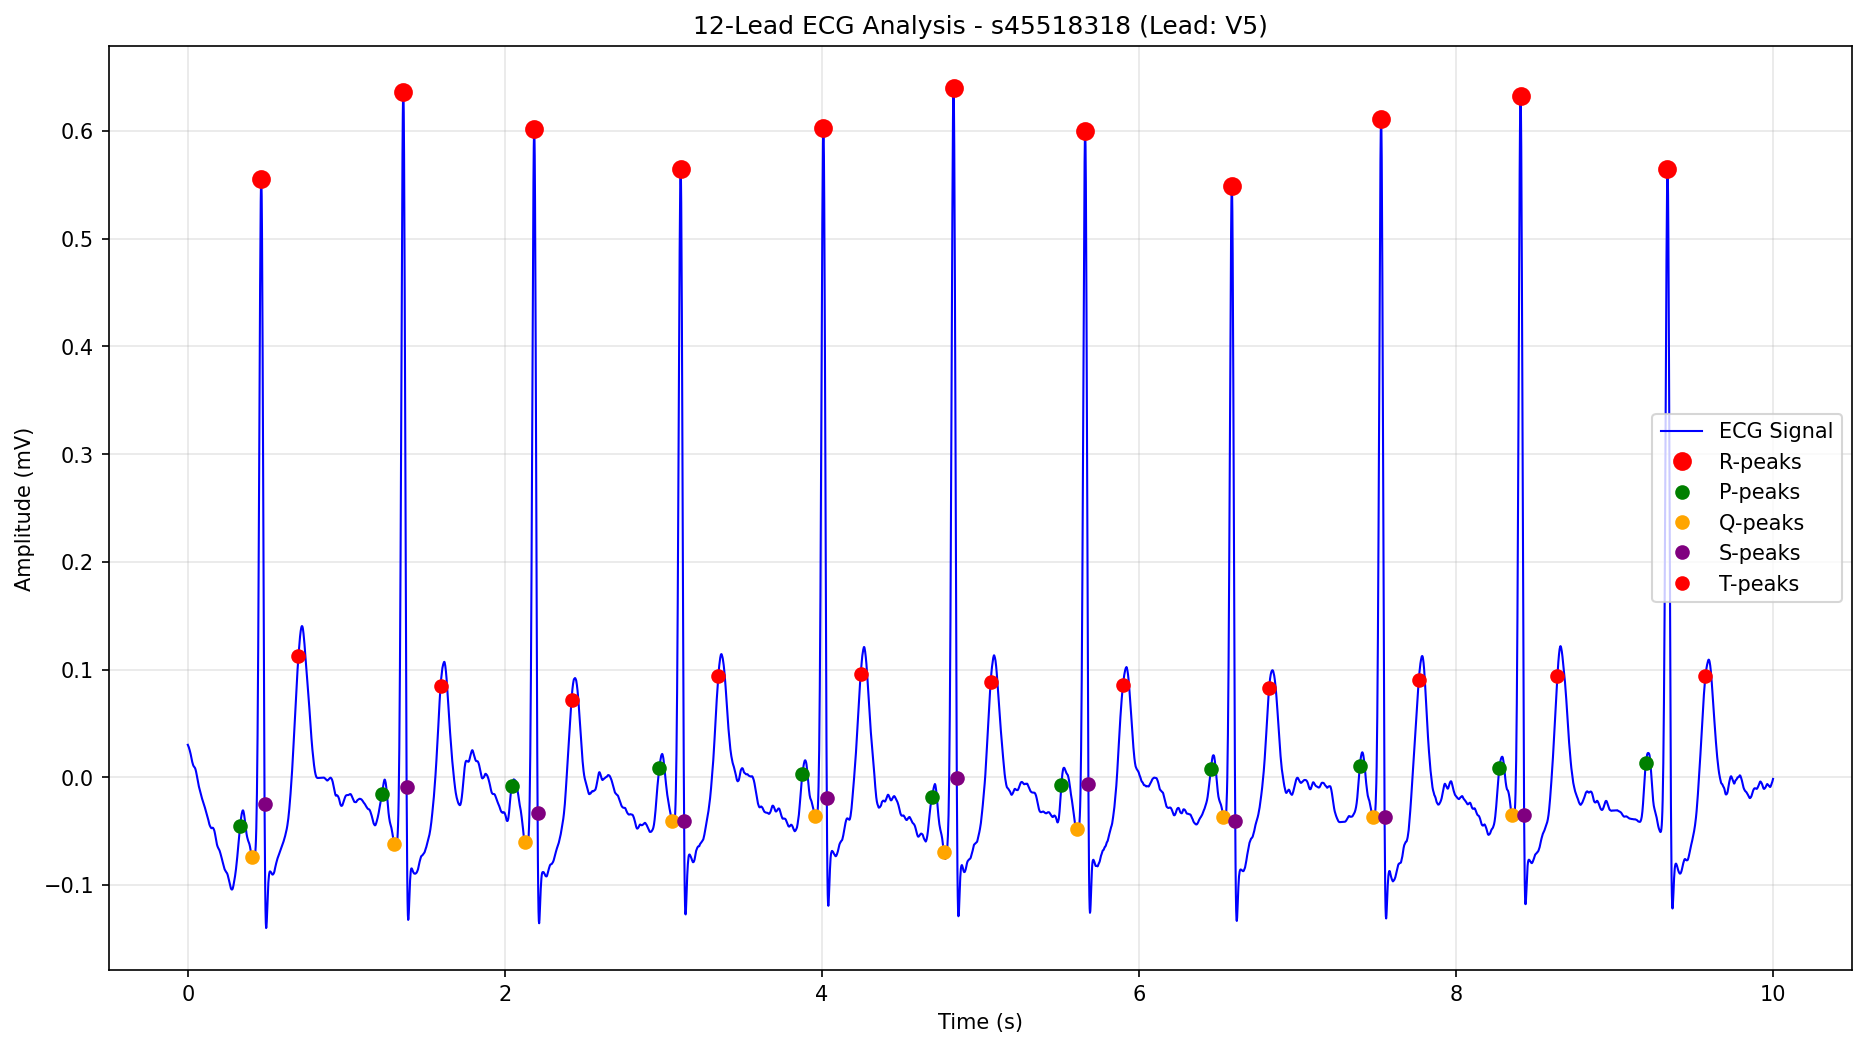 12-Lead ECG Analysis - s45518318 (Lead: V5)
Amplitude (mV)
0.6
0.5
0.4
0.3
0.2
0.1
0.0
−0.1
ECG Signal
R-peaks
P-peaks
Q-peaks
S-peaks
T-peaks
0 2 4 6 8 10
Time (s)